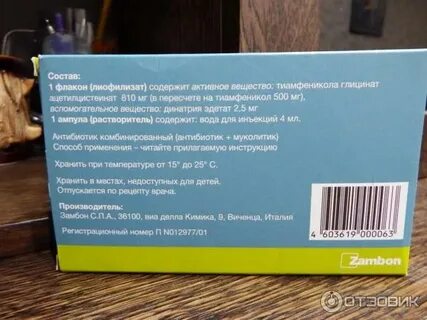 Состав:
1 флакон (лиофилизат) содержит активное вещество: тиамфеникола глицинат
ацетилцистеинат 810 мг (в пересчете на тиамфеникол 500 мг),
вспомогательное вещество: динатрия эдетат 2,5 мг
1 ампула (растворитель) содержит: вода для инъекций 4 мл.
Антибиотик комбинированный (антибиотик + муколитик)
Способ применения – читайте прилагаемую инструкцию
Хранить при температуре от 15° до 25° С.
Хранить в местах, недоступных для детей.
Отпускается по рецепту врача.
Производитель:
Замбон С.П.А., 36100, виа делла Кимика, 9, Виченца, Италия
Регистрационный номер П N012977/01
4 603619 000063
Zambon
ОТЗОВИК